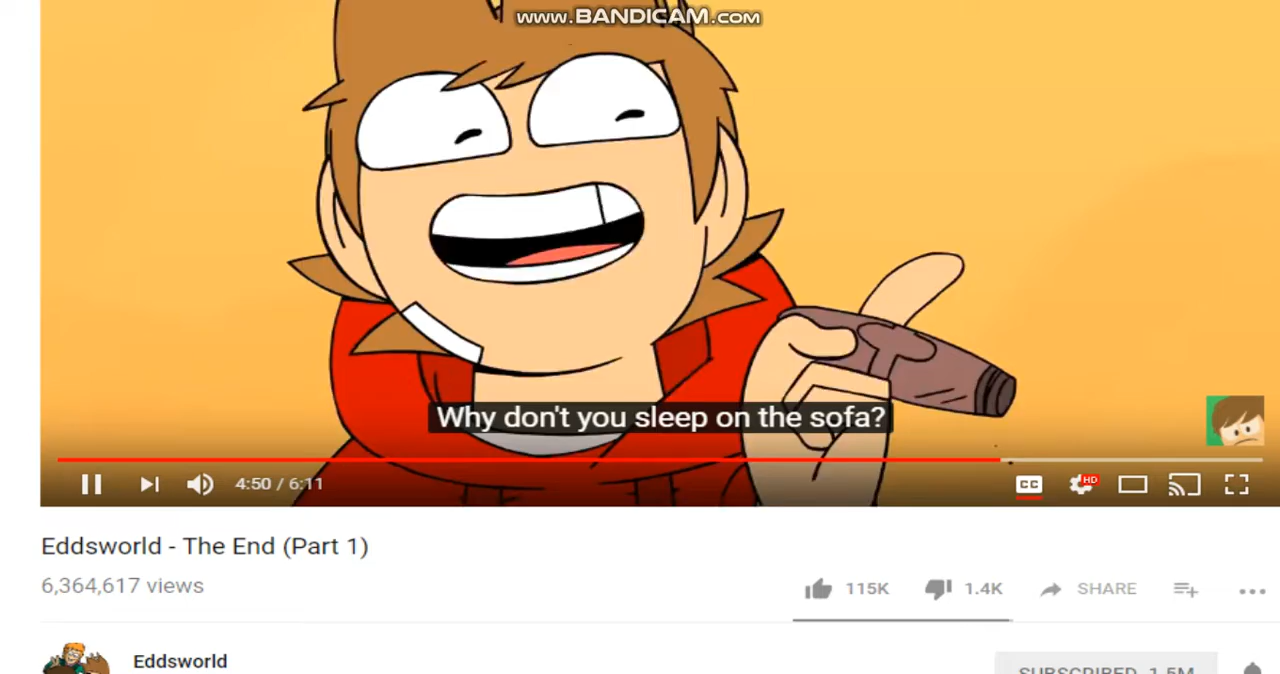 www.BANDICAM.com
Why don't you sleep on the sofa?
4:50 / 6:11
CC
HD
Eddsworld - The End (Part 1)
6,364,617 views
115K
1.4K
SHARE
Eddsworld
SUBSCRIBED 1.5M